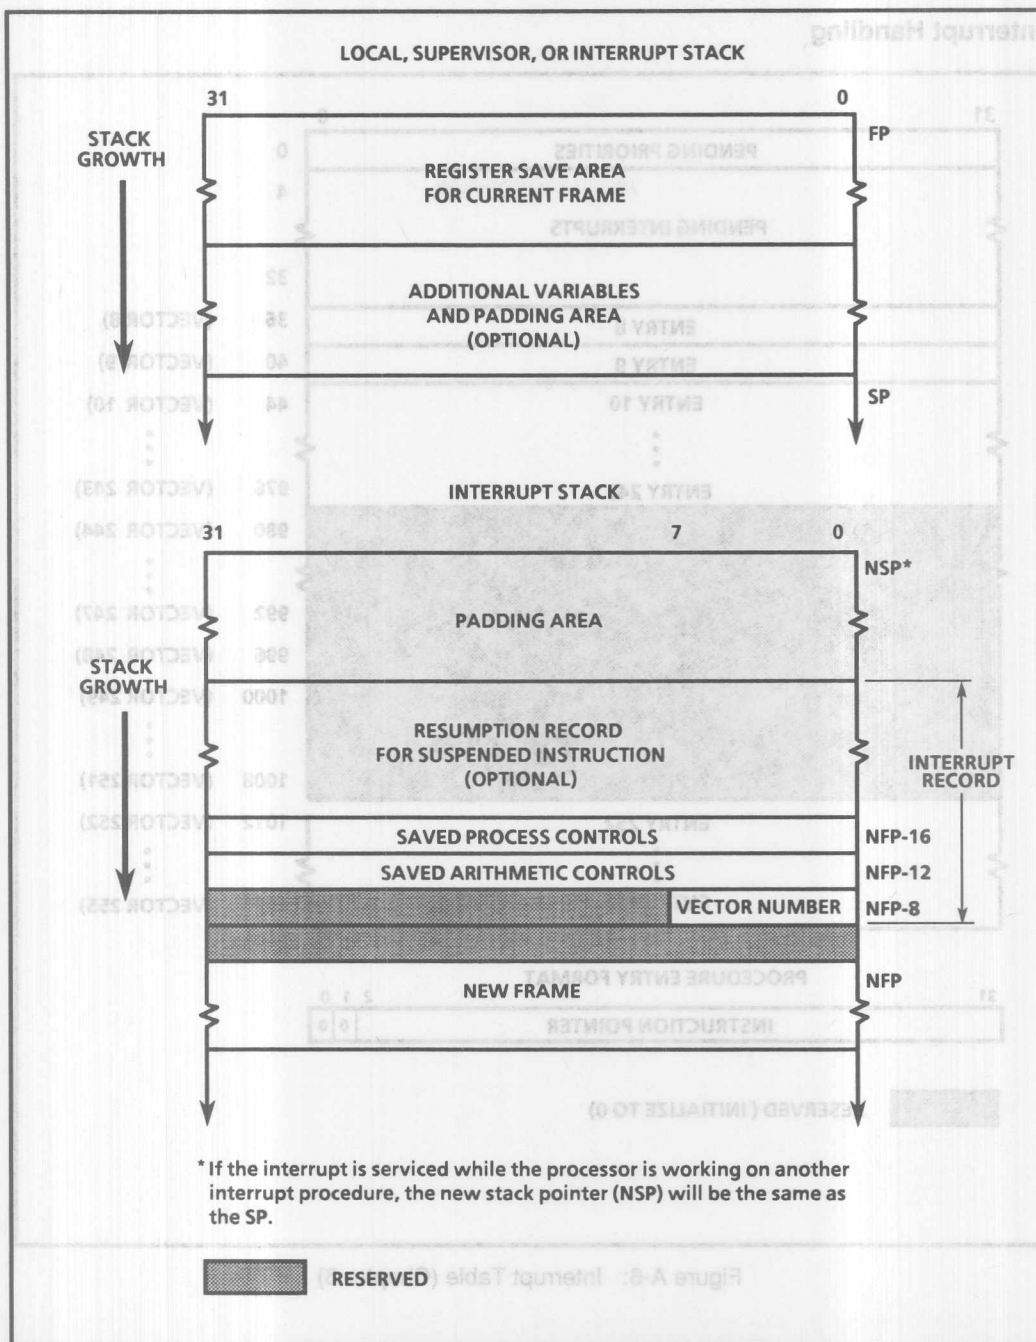 LOCAL, SUPERVISOR, OR INTERRUPT STACK
31
0
STACK
GROWTH
FP
REGISTER SAVE AREA
FOR CURRENT FRAME
ADDITIONAL VARIABLES
AND PADDING AREA
(OPTIONAL)
SP
INTERRUPT STACK
31
7
0
NSP*
PADDING AREA
STACK
GROWTH
RESUMPTION RECORD
FOR SUSPENDED INSTRUCTION
(OPTIONAL)
INTERRUPT
RECORD
SAVED PROCESS CONTROLS
NFP-16
SAVED ARITHMETIC CONTROLS
NFP-12
VECTOR NUMBER
NFP-8
NEW FRAME
NFP
* If the interrupt is serviced while the processor is working on another
interrupt procedure, the new stack pointer (NSP) will be the same as
the SP.
RESERVED